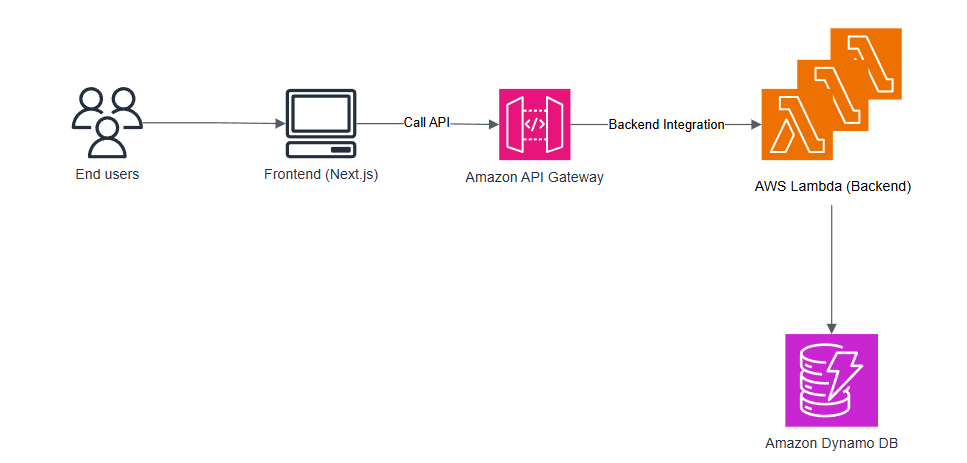 End users
Frontend (Next.js)
Call API
</>
Amazon API Gateway
Backend Integration
AWS Lambda (Backend)
Amazon Dynamo DB